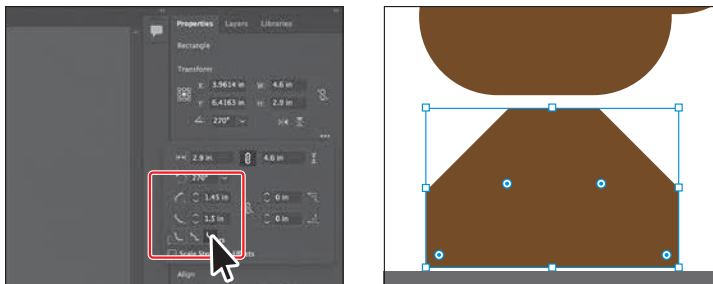 Properties Layers Libraries
Rectangle
Transform
X: 3.9614 in W: 4.6 in
Y: 6.4163 in H: 2.9 in
270°
2.9 in 4.6 in
270°
1.45 in 0 in
1.5 in 0 in
Scale
Align